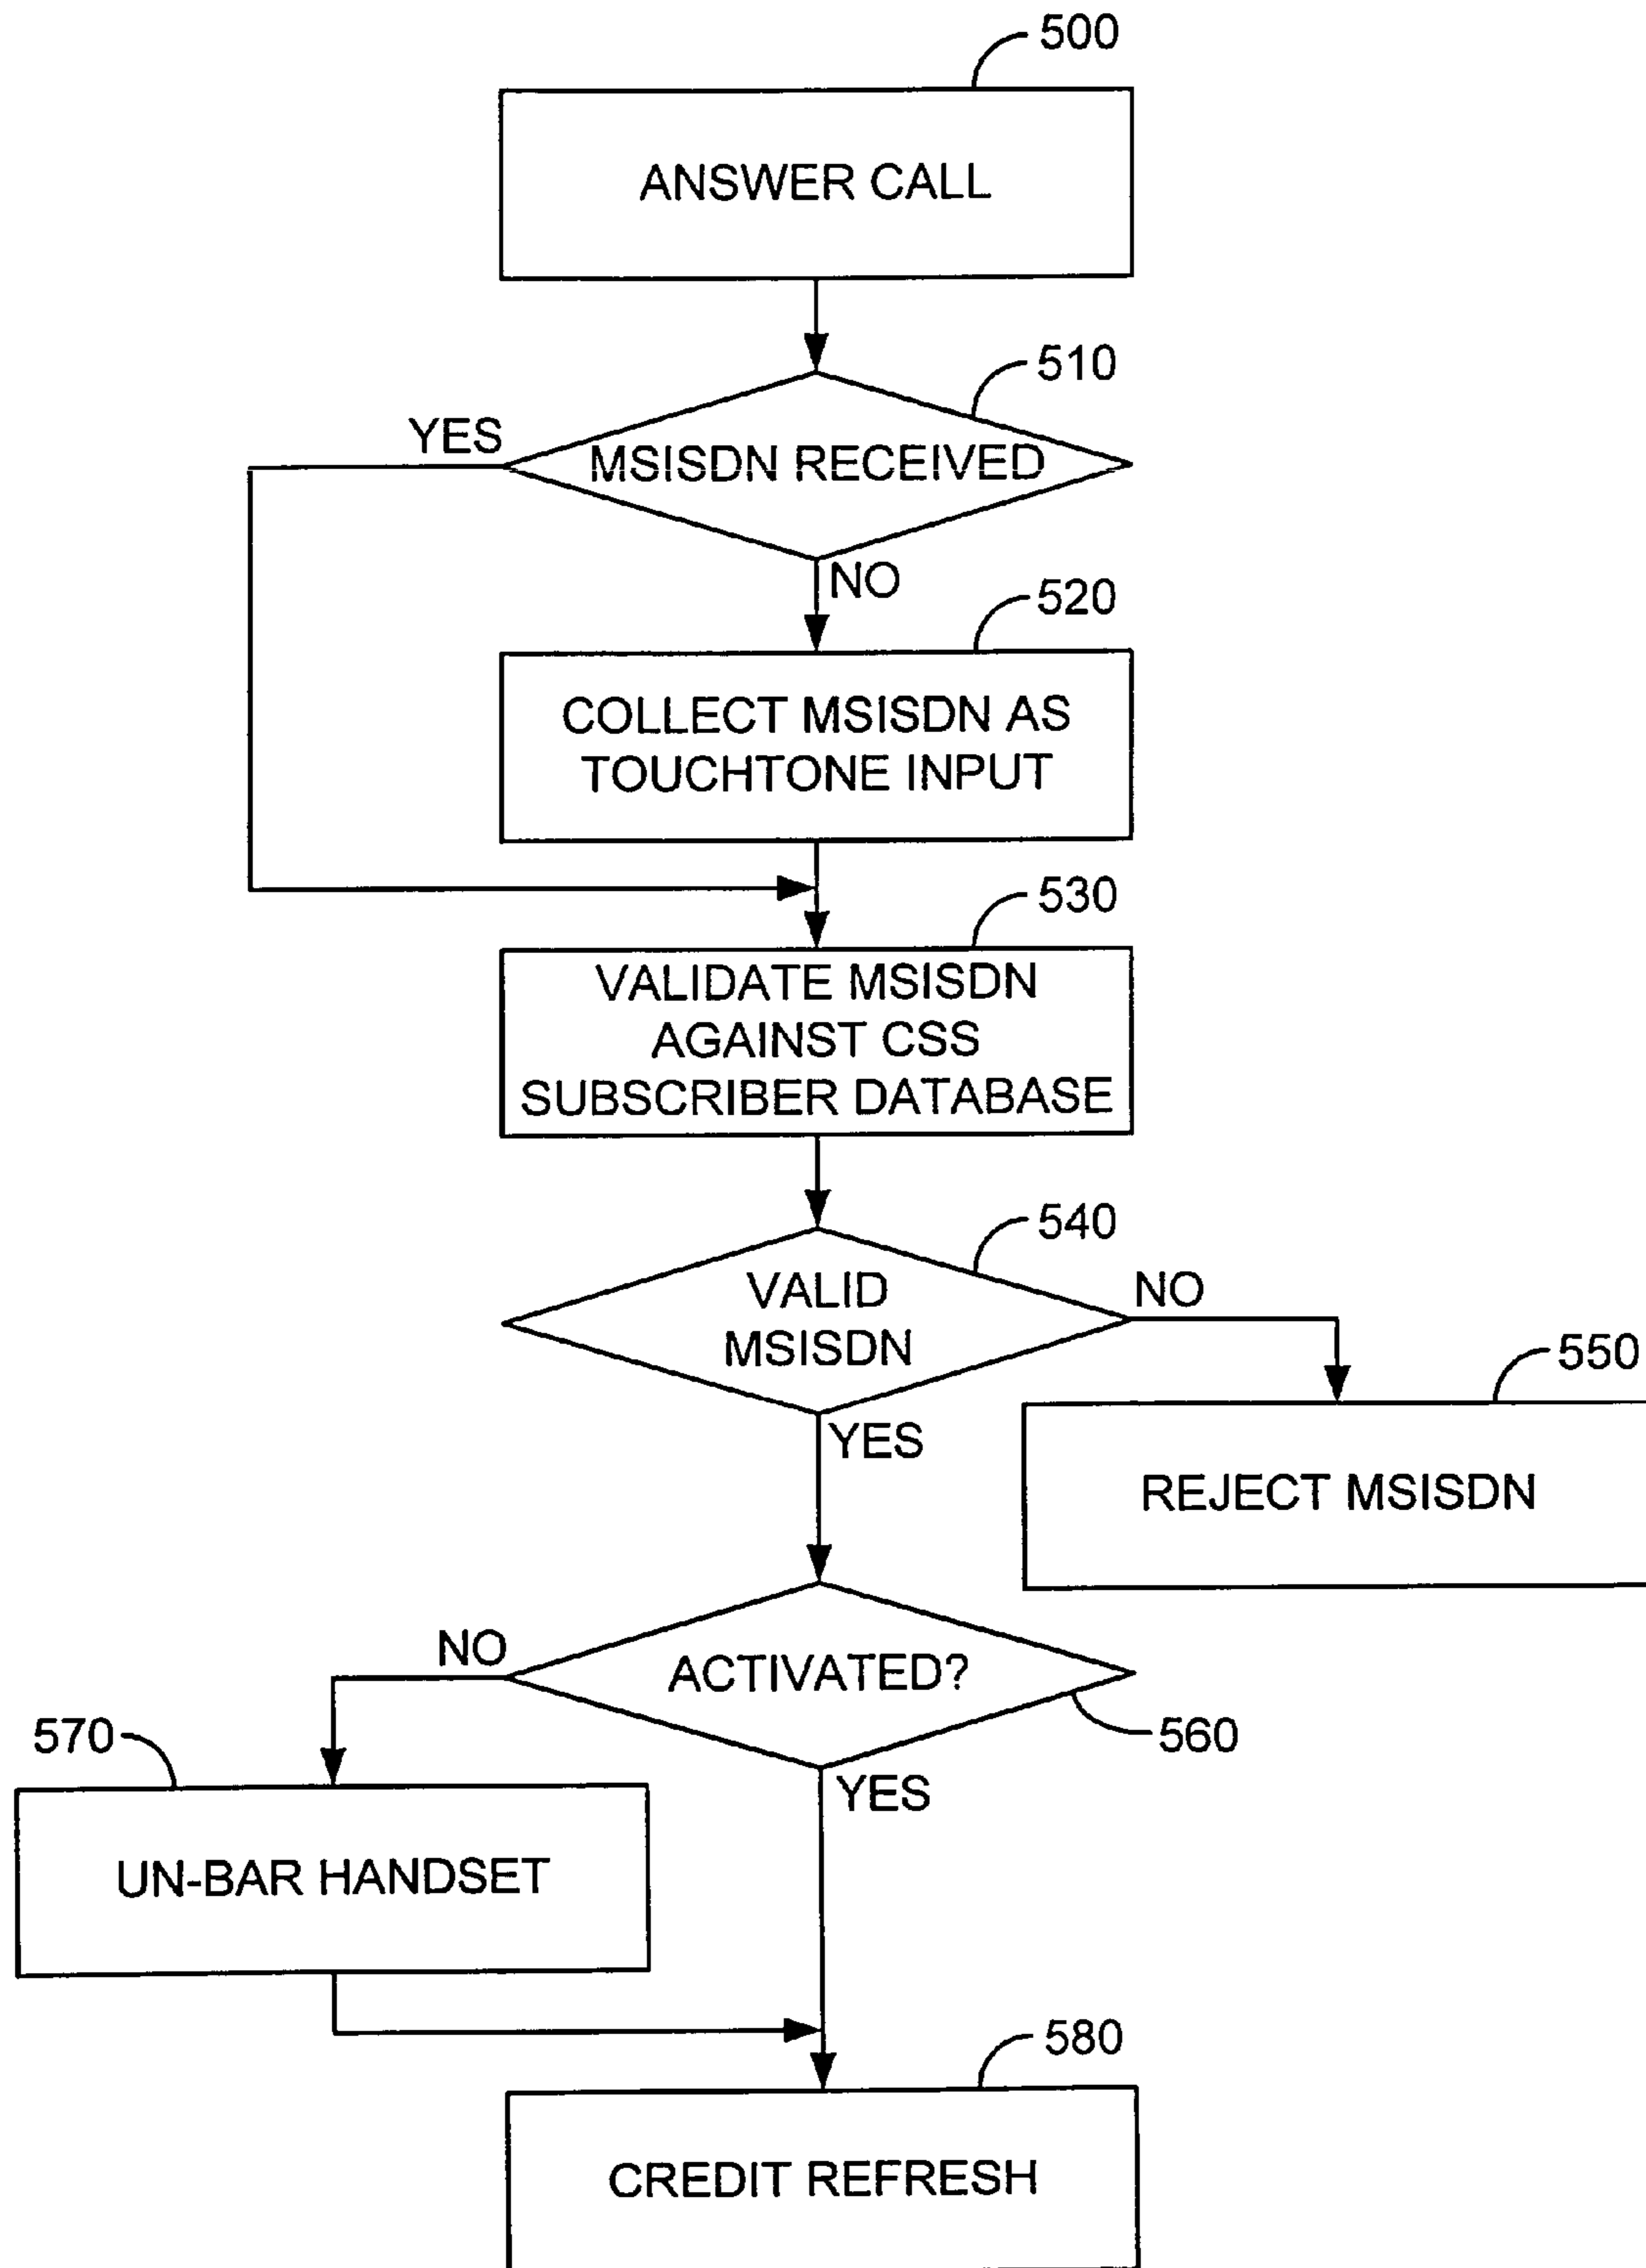 500
ANSWER CALL
510
YES
MSISDN RECEIVED
NO
520
COLLECT MSISDN AS
TOUCHTONE INPUT
530
VALIDATE MSISDN
AGAINST CSS
SUBSCRIBER DATABASE
540
VALID
MSISDN
NO
550
YES
REJECT MSISDN
NO
ACTIVATED?
560
570
YES
UN-BAR HANDSET
580
CREDIT REFRESH